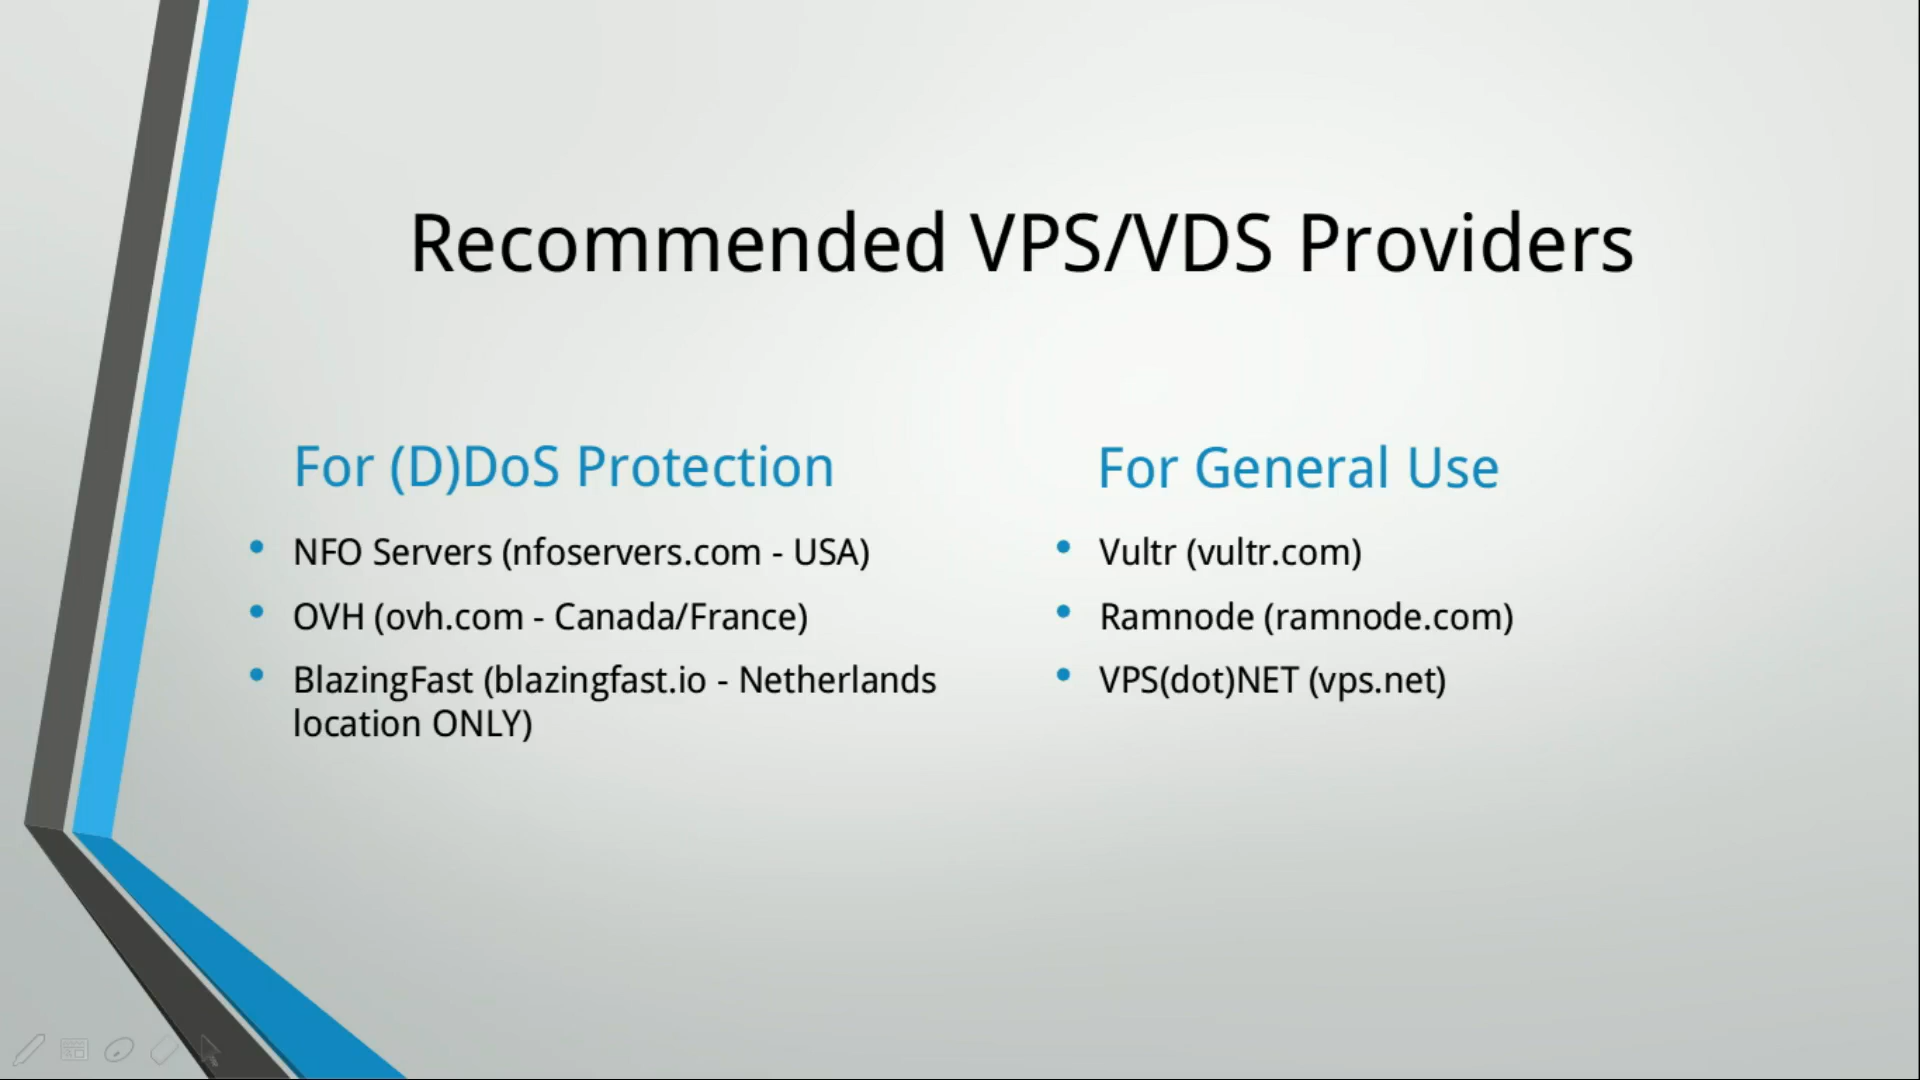 Recommended VPS/VDS Providers
For (D)DoS Protection
• NFO Servers (nfoservers.com - USA)
• OVH (ovh.com - Canada/France)
• BlazingFast (blazingfast.io - Netherlands
location ONLY)
For General Use
• Vultr (vultr.com)
• Ramnode (ramnode.com)
• VPS(dot)NET (vps.net)